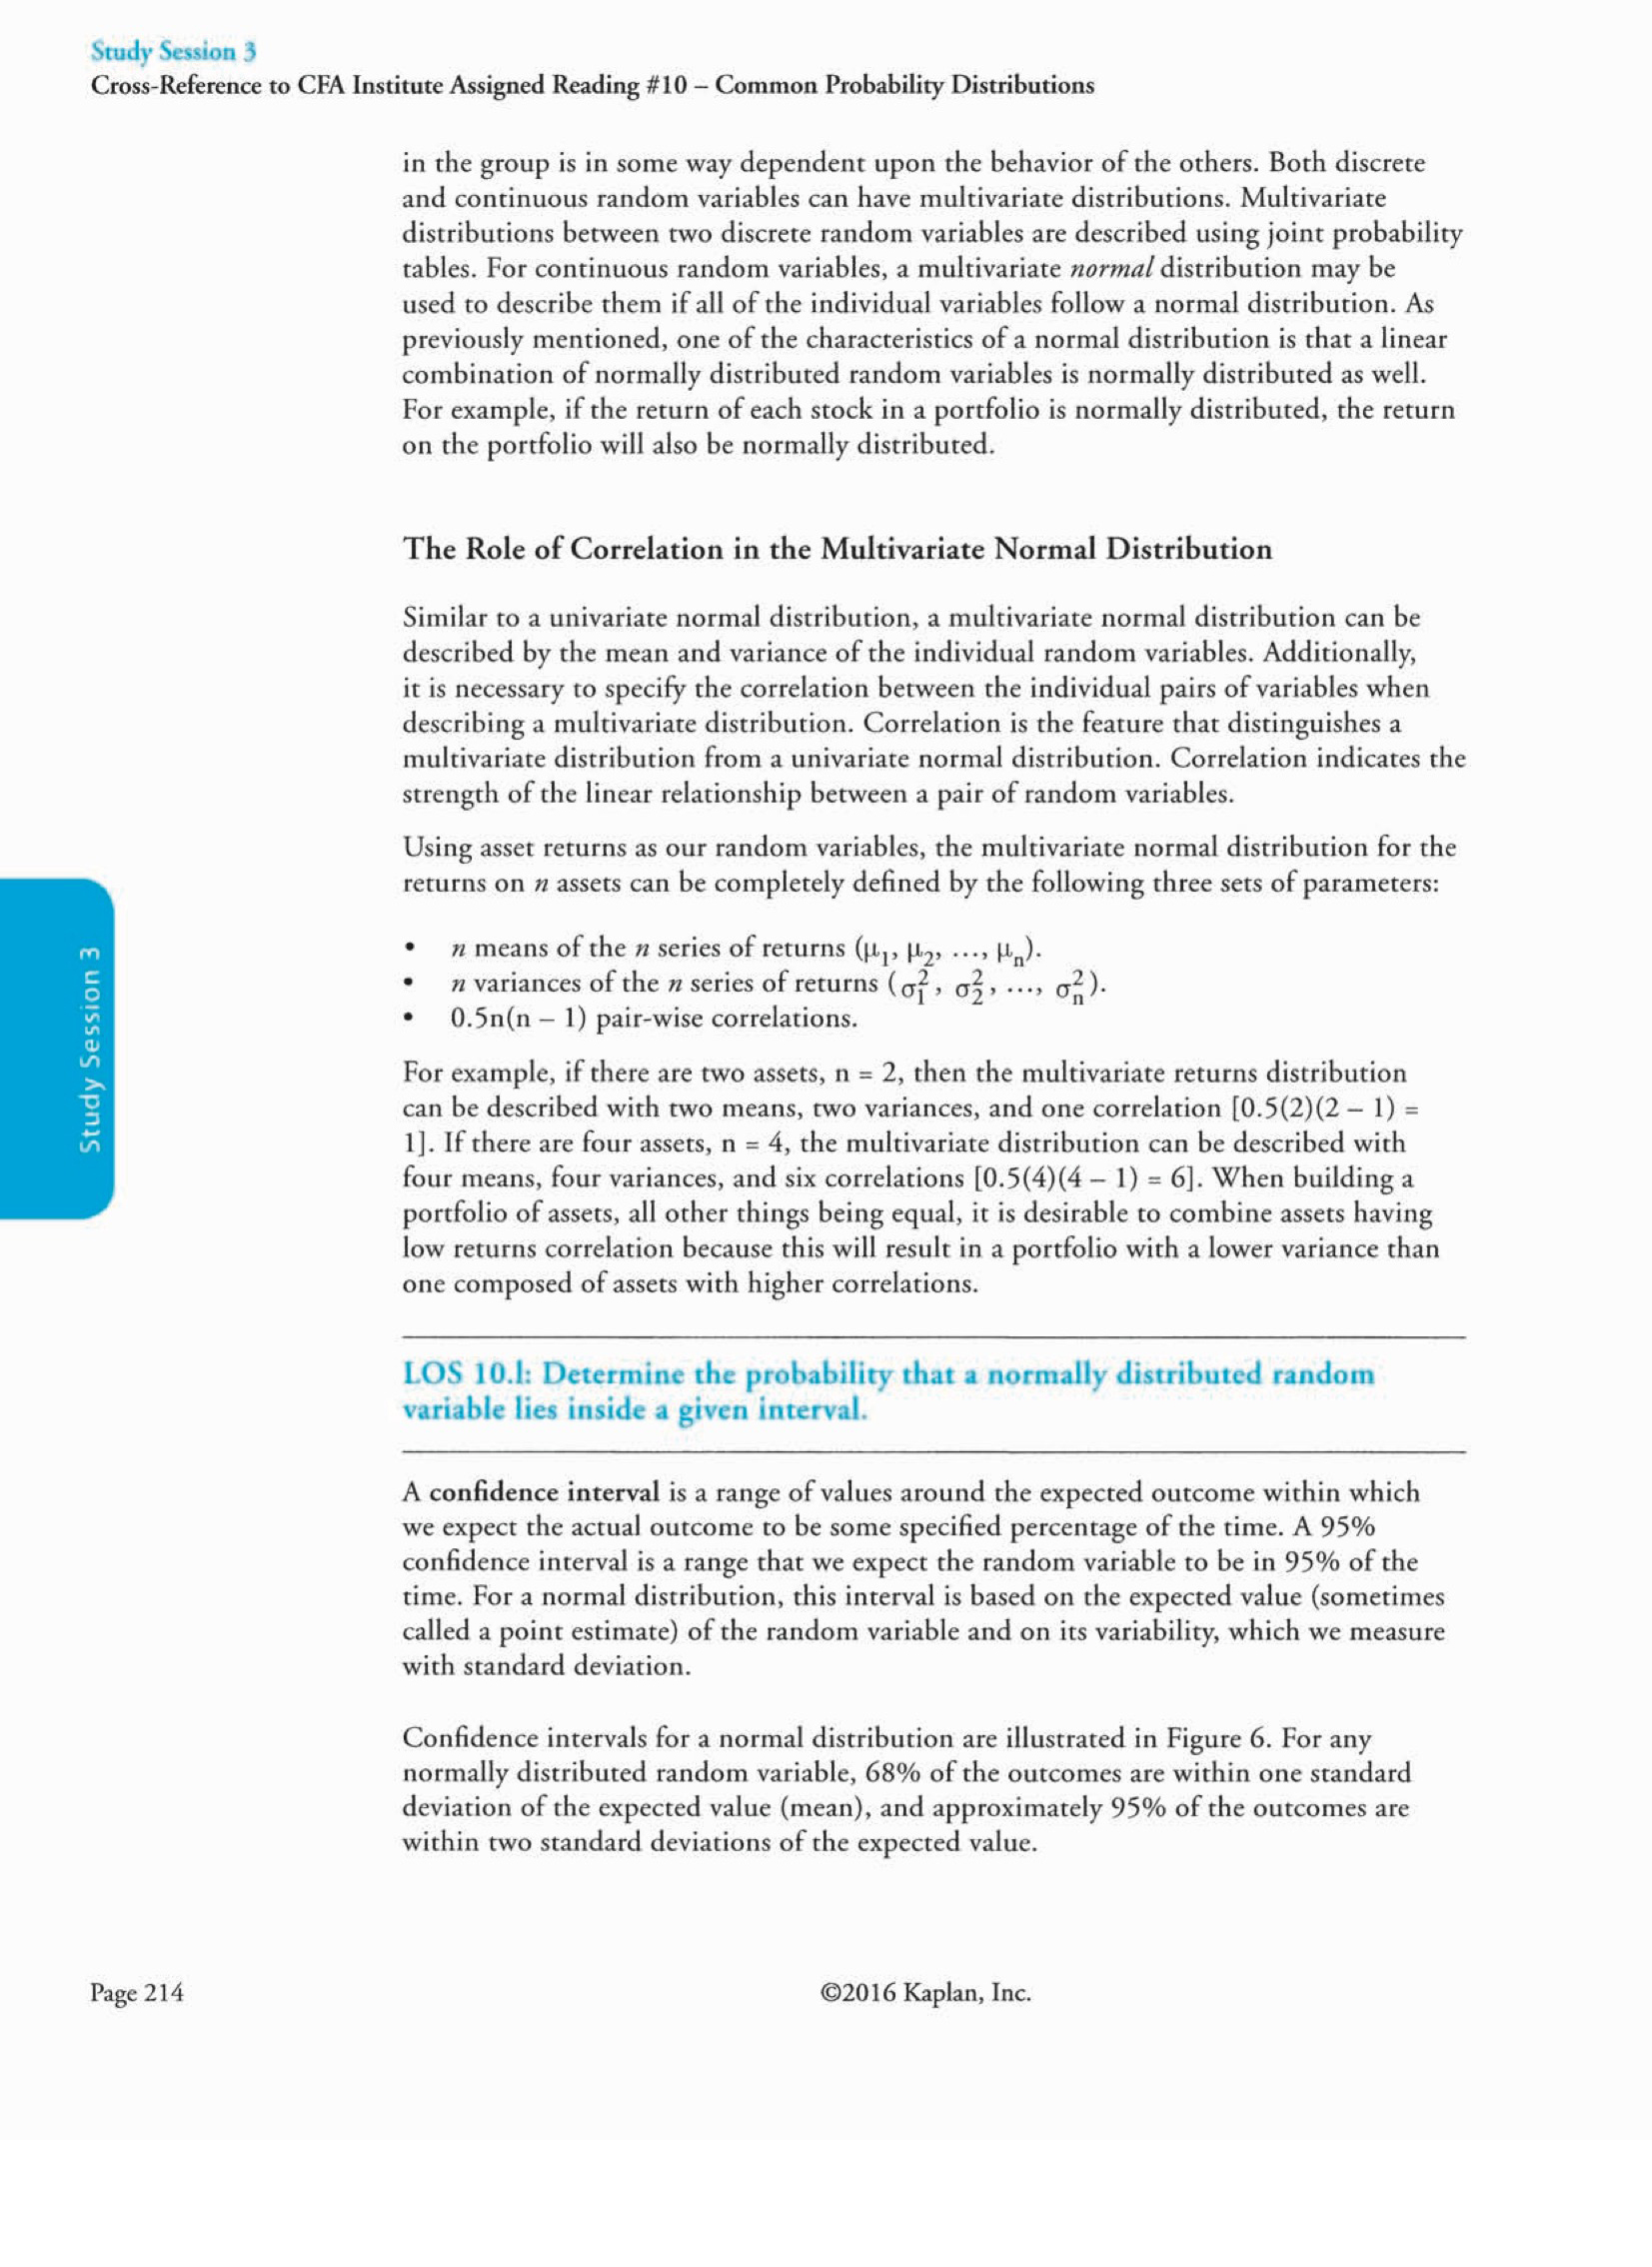 Study Session 3
Cross-Reference to CFA Institute Assigned Reading #10 – Common Probability Distributions
in the group is in some way dependent upon the behavior of the others. Both discrete
and continuous random variables can have multivariate distributions. Multivariate
distributions between two discrete random variables are described using joint probability
tables. For continuous random variables, a multivariate normal distribution may be
used to describe them if all of the individual variables follow a normal distribution. As
previously mentioned, one of the characteristics of a normal distribution is that a linear
combination of normally distributed random variables is normally distributed as well.
For example, if the return of each stock in a portfolio is normally distributed, the return
on the portfolio will also be normally distributed.
The Role of Correlation in the Multivariate Normal Distribution
Similar to a univariate normal distribution, a multivariate normal distribution can be
described by the mean and variance of the individual random variables. Additionally,
it is necessary to specify the correlation between the individual pairs of variables when
describing a multivariate distribution. Correlation is the feature that distinguishes a
multivariate distribution from a univariate normal distribution. Correlation indicates the
strength of the linear relationship between a pair of random variables.
Using asset returns as our random variables, the multivariate normal distribution for the
returns on n assets can be completely defined by the following three sets of parameters:
• n means of the n series of returns (μ₁, μ₂, ..., μₙ).
• n variances of the n series of returns (σ₁², σ₂², ..., σₙ²).
• 0.5n(n – 1) pair-wise correlations.
For example, if there are two assets, n = 2, then the multivariate returns distribution
can be described with two means, two variances, and one correlation [0.5(2)(2 – 1) =
1]. If there are four assets, n = 4, the multivariate distribution can be described with
four means, four variances, and six correlations [0.5(4)(4 – 1) = 6]. When building a
portfolio of assets, all other things being equal, it is desirable to combine assets having
low returns correlation because this will result in a portfolio with a lower variance than
one composed of assets with higher correlations.
Study Session 3
LOS 10.l: Determine the probability that a normally distributed random
variable lies inside a given interval.
A confidence interval is a range of values around the expected outcome within which
we expect the actual outcome to be some specified percentage of the time. A 95%
confidence interval is a range that we expect the random variable to be in 95% of the
time. For a normal distribution, this interval is based on the expected value (sometimes
called a point estimate) of the random variable and on its variability, which we measure
with standard deviation.
Confidence intervals for a normal distribution are illustrated in Figure 6. For any
normally distributed random variable, 68% of the outcomes are within one standard
deviation of the expected value (mean), and approximately 95% of the outcomes are
within two standard deviations of the expected value.
Page 214
©2016 Kaplan, Inc.